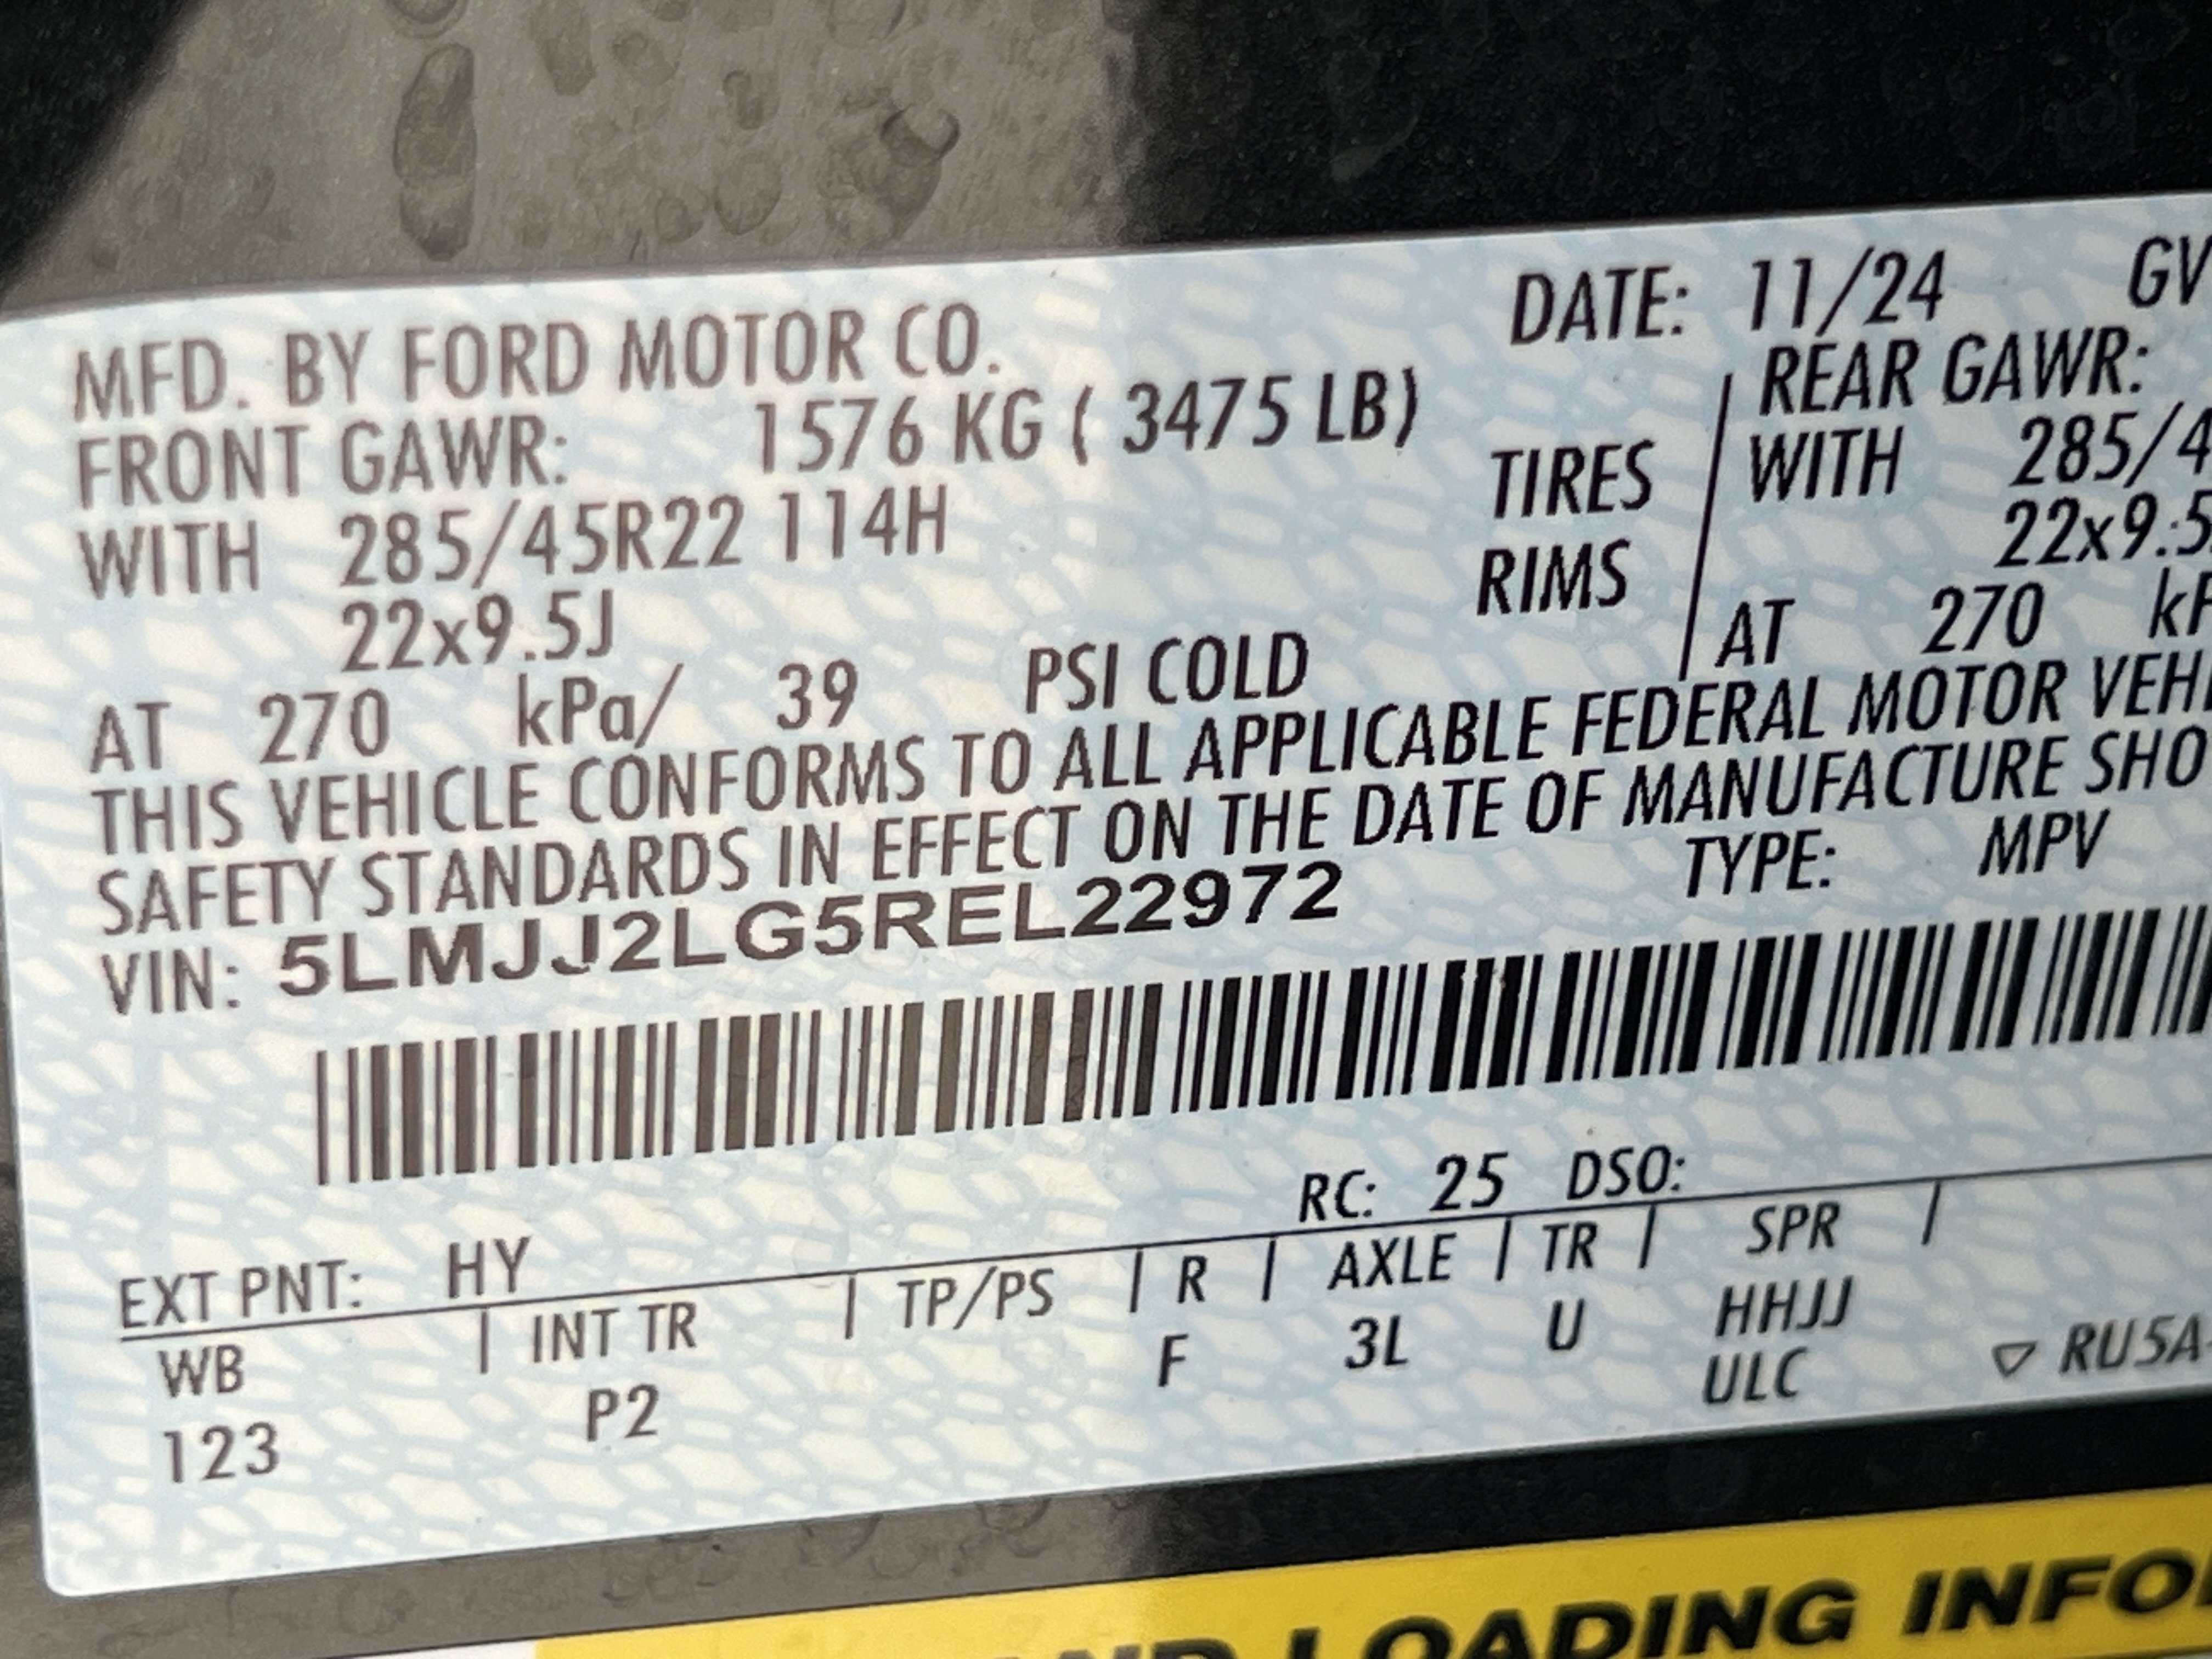 MFD. BY FORD MOTOR CO. DATE: 11/24 GV
FRONT GAWR: 1576 KG ( 3475 LB) REAR GAWR:
WITH 285/45R22 114H TIRES WITH 285/4
22x9.5J RIMS 22x9.5
AT 270 kPa/ 39 PSI COLD AT 270 kP
THIS VEHICLE CONFORMS TO ALL APPLICABLE FEDERAL MOTOR VEHI
SAFETY STANDARDS IN EFFECT ON THE DATE OF MANUFACTURE SHO
VIN: 5LMJJ2LG5REL22972 TYPE: MPV
EXT PNT: HY RC: 25 DSO:
WB | INT TR | TP/PS | R | AXLE | TR | SPR |
123 P2 F 3L U HHJJ
ULC ▽ RU5A-
AND LOADING INFO